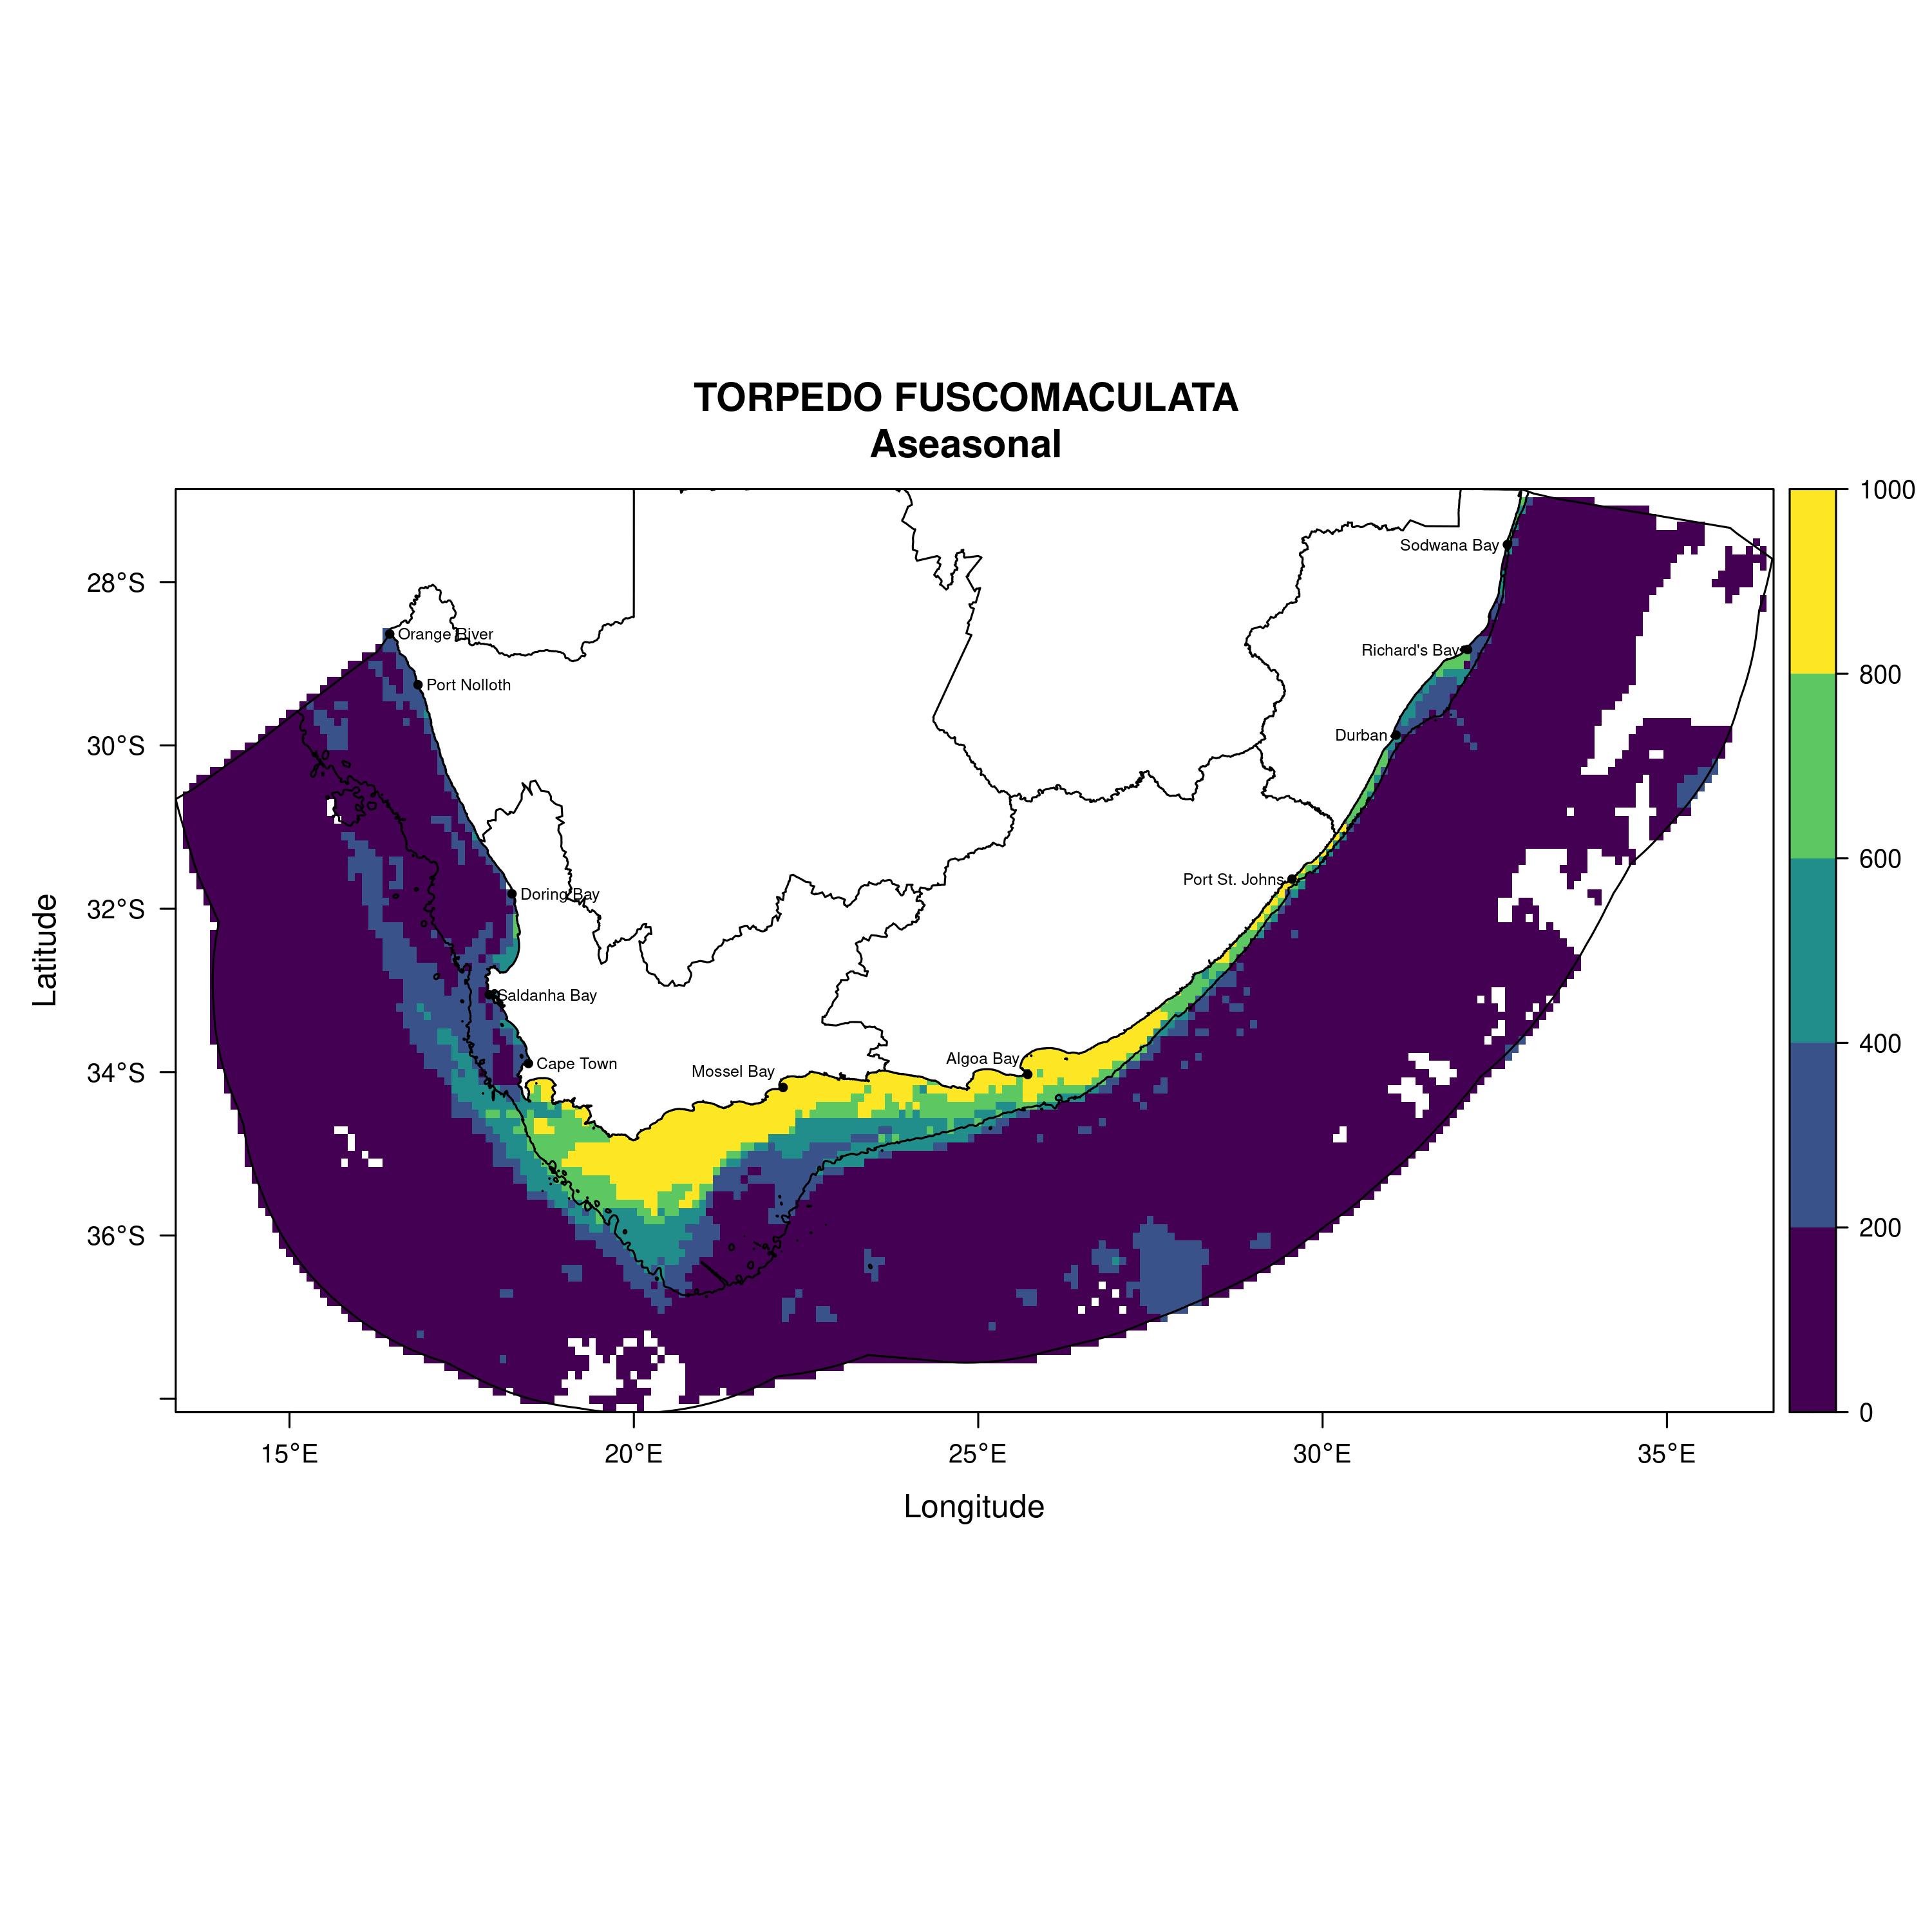 TORPEDO FUSCOMACULATA
Aseasonal
1000
800
600
400
200
0
28°S
30°S
32°S
34°S
36°S
Latitude
Sodwana Bay
Orange River
Richard's Bay
Port Nolloth
Durban
Port St. Johns
Doring Bay
Saldanha Bay
Algoa Bay
Cape Town
Mossel Bay
15°E
20°E
25°E
30°E
35°E
Longitude